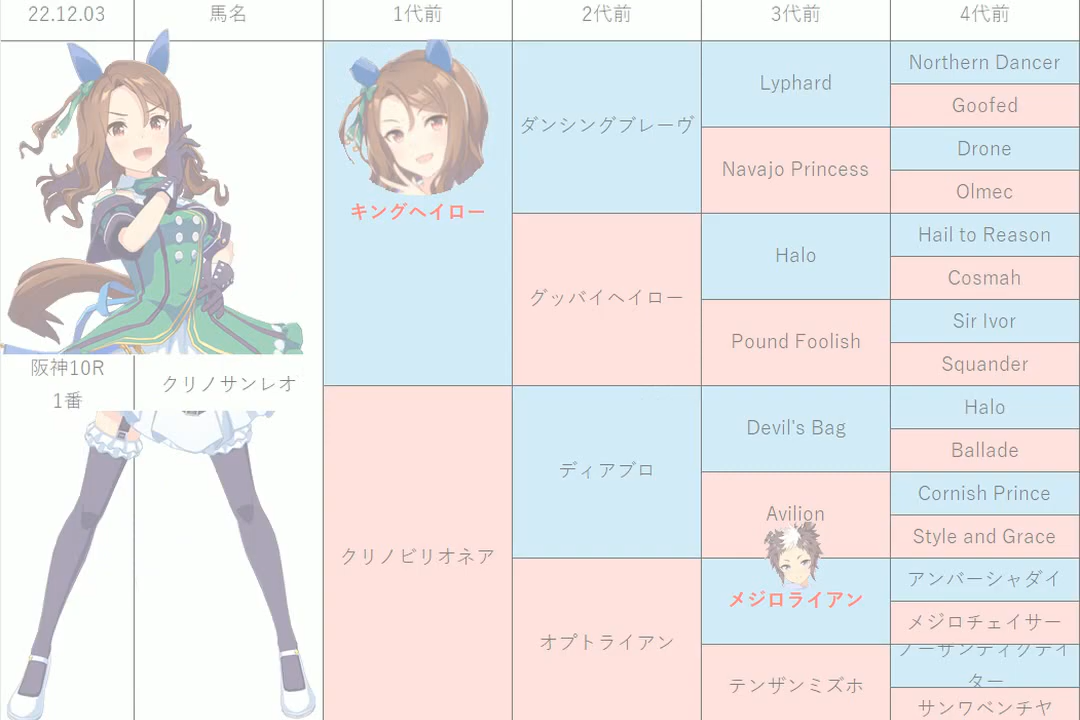 22.12.03
馬名
1代前
2代前
3代前
4代前
阪神10R
1番
クリノサンレオ
キングヘイロー
クリノビリオネア
ダンシングブレーヴ
グッバイヘイロー
ディアブロ
オプトライアン
Lyphard
Navajo Princess
Halo
Pound Foolish
Devil's Bag
Avilion
メジロライアン
テンザンミズホ
Northern Dancer
Goofed
Drone
Olmec
Hail to Reason
Cosmah
Sir Ivor
Squander
Halo
Ballade
Cornish Prince
Style and Grace
アンバーシャダイ
メジロチェイサー
ノーザンディクテイ
ター
サンワベンチヤ